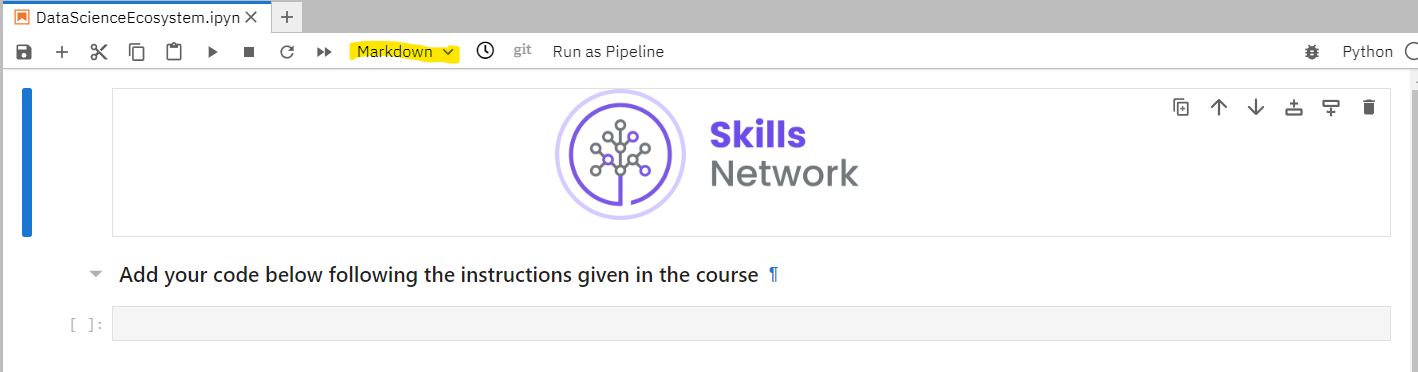 DataScienceEcosystem.ipyn
Markdown git Run as Pipeline Python
Skills
Network
Add your code below following the instructions given in the course ¶
[ ]: